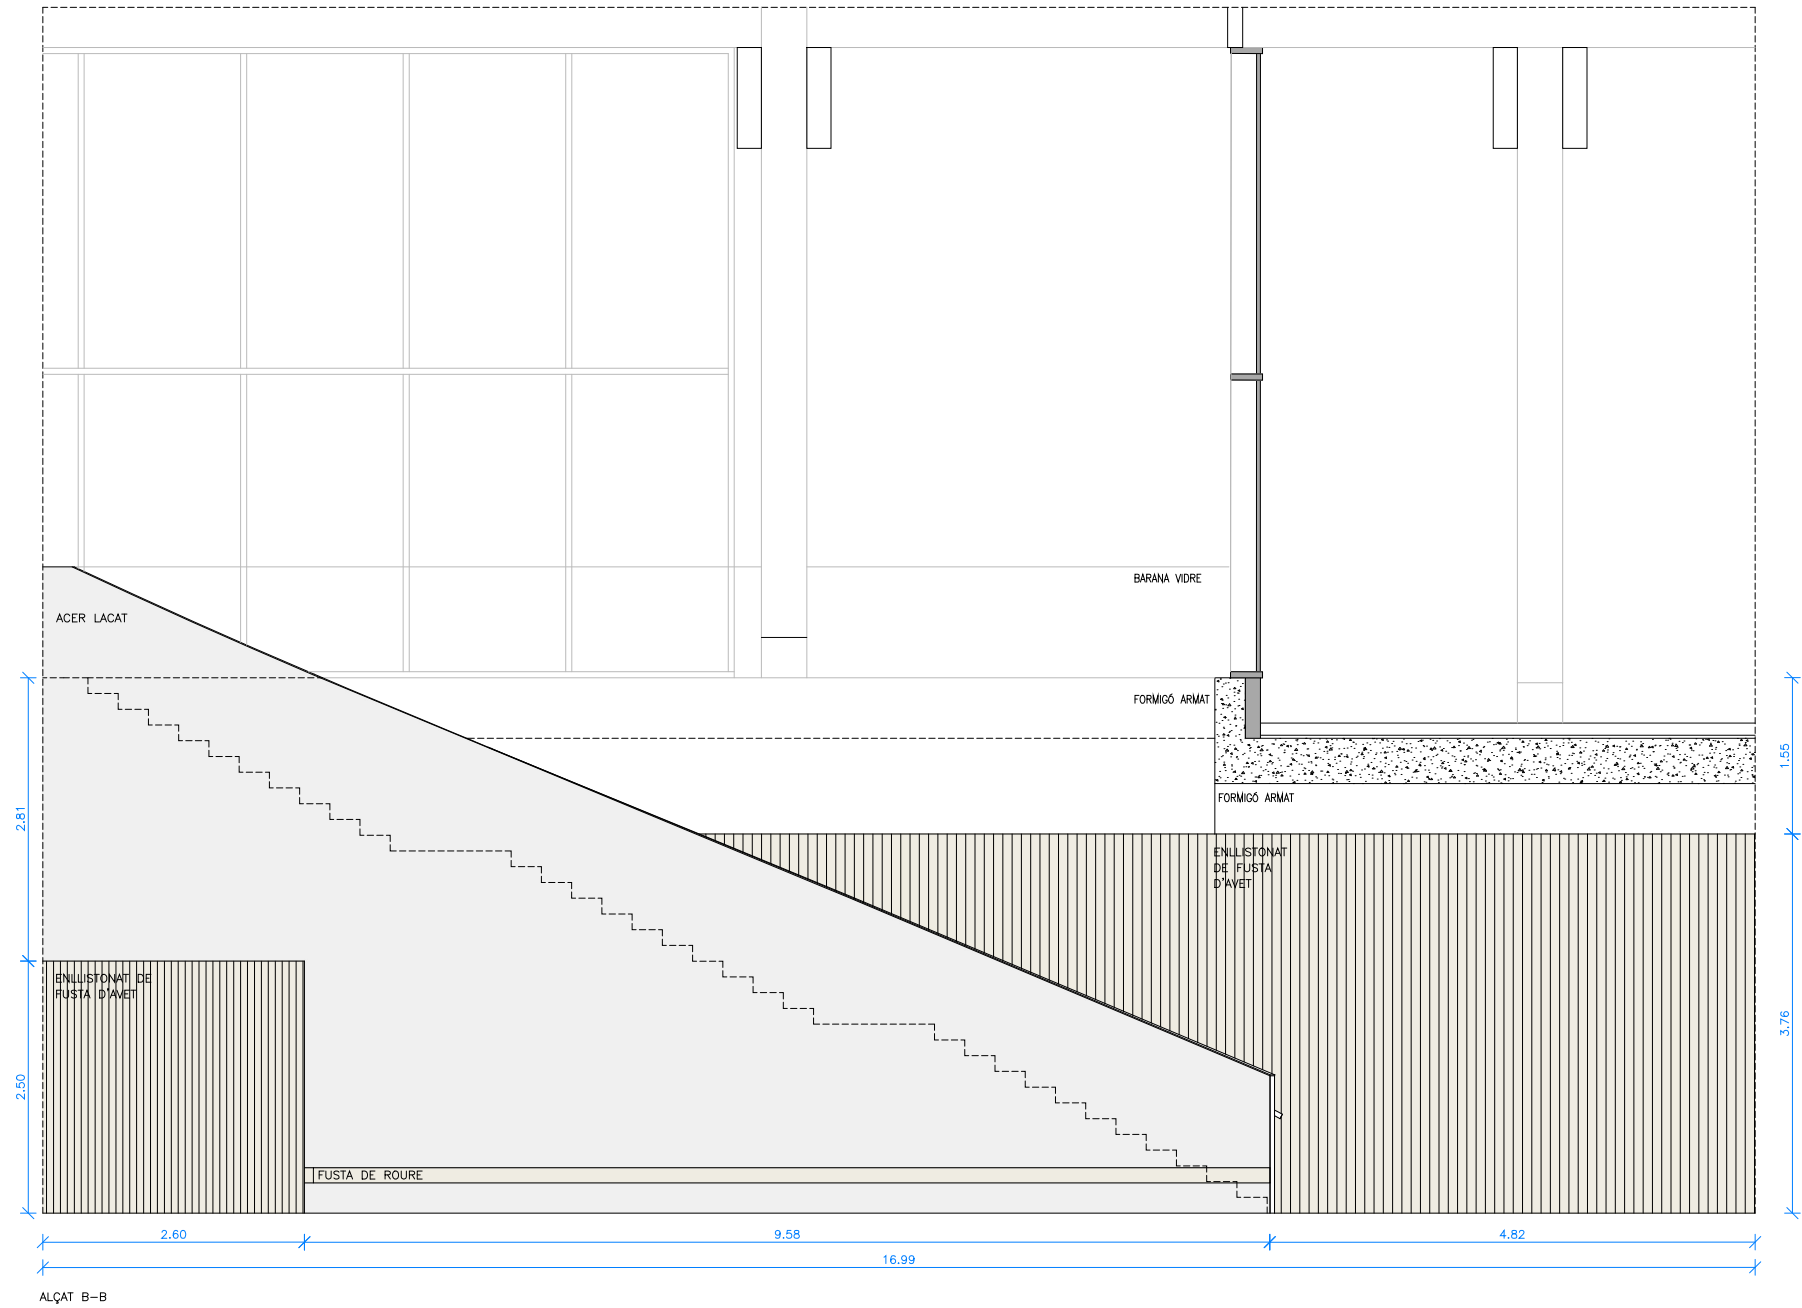 BARANA VIDRE
ACER LACAT
FORMIGÓ ARMAT
1.55
FORMIGÓ ARMAT
2.81
ENLLISTONAT
DE FUSTA
D'AVET
ENLLISTONAT DE
FUSTA D'AVET
3.76
2.50
FUSTA DE ROURE
2.60
9.58
4.82
16.99
ALÇAT B-B